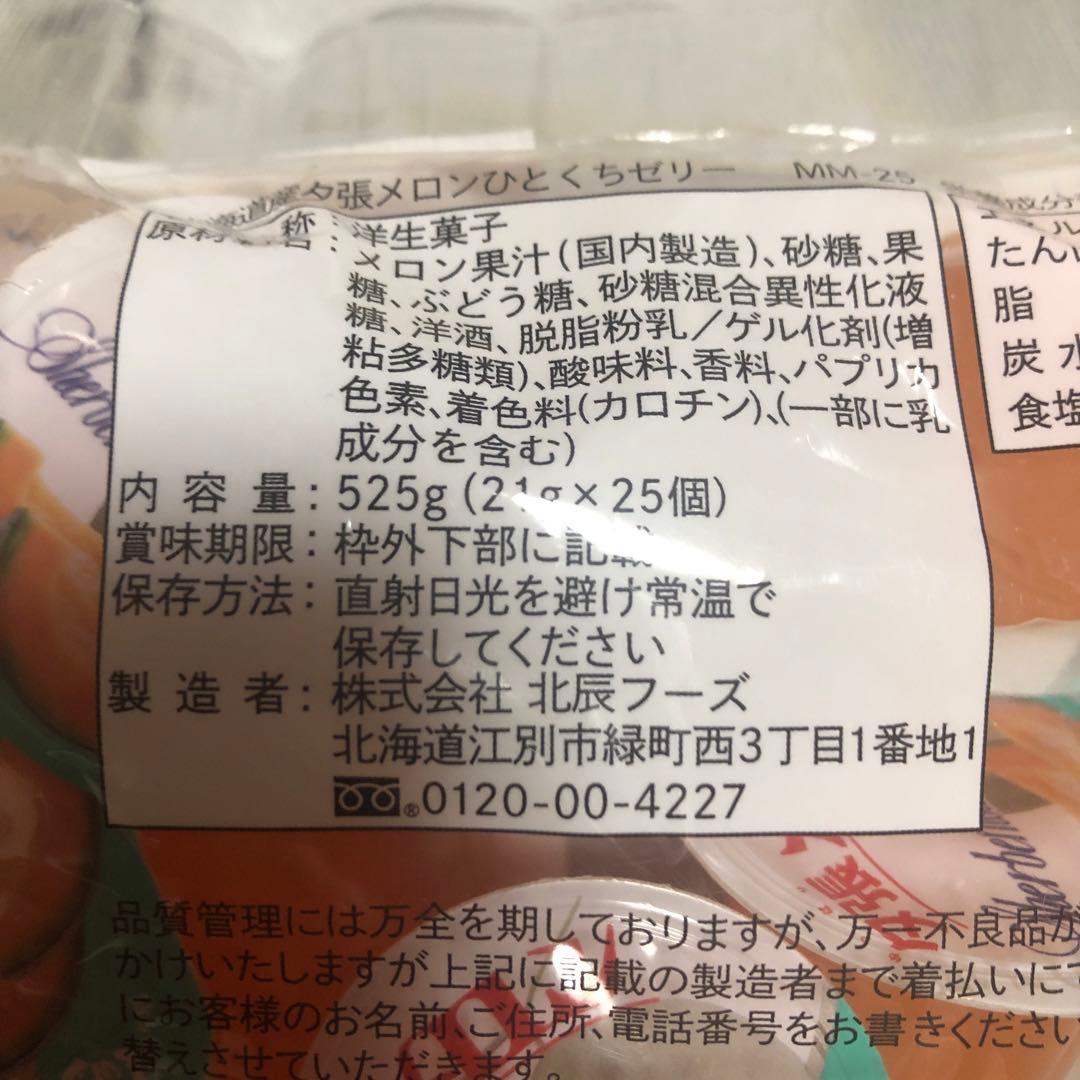 夕張メロンひとくちゼリー MM-25
称:洋生菓子
原材 メロン果汁(国内製造)、砂糖、果
糖、ぶどう糖、砂糖混合異性化液
糖、洋酒、脱脂粉乳/ゲル化剤(増
粘多糖類)、酸味料、香料、パプリカ
色素、着色料(カロチン)、(一部に乳
成分を含む)
内容量:525g(21g×25個)
賞味期限:枠外下部に記載
保存方法:直射日光を避け常温で
保存してください
製造者:株式会社 北辰フーズ
北海道江別市緑町西3丁目1番地1
®0120-00-4227
成分
たん
脂
炭水
食塩
品質管理には万全を期しておりますが、万一不良品が
かけいたしますが上記に記載の製造者まで着払いに
にお客様のお名前、ご住所、電話番号をお書きください
替えさせていただきます。